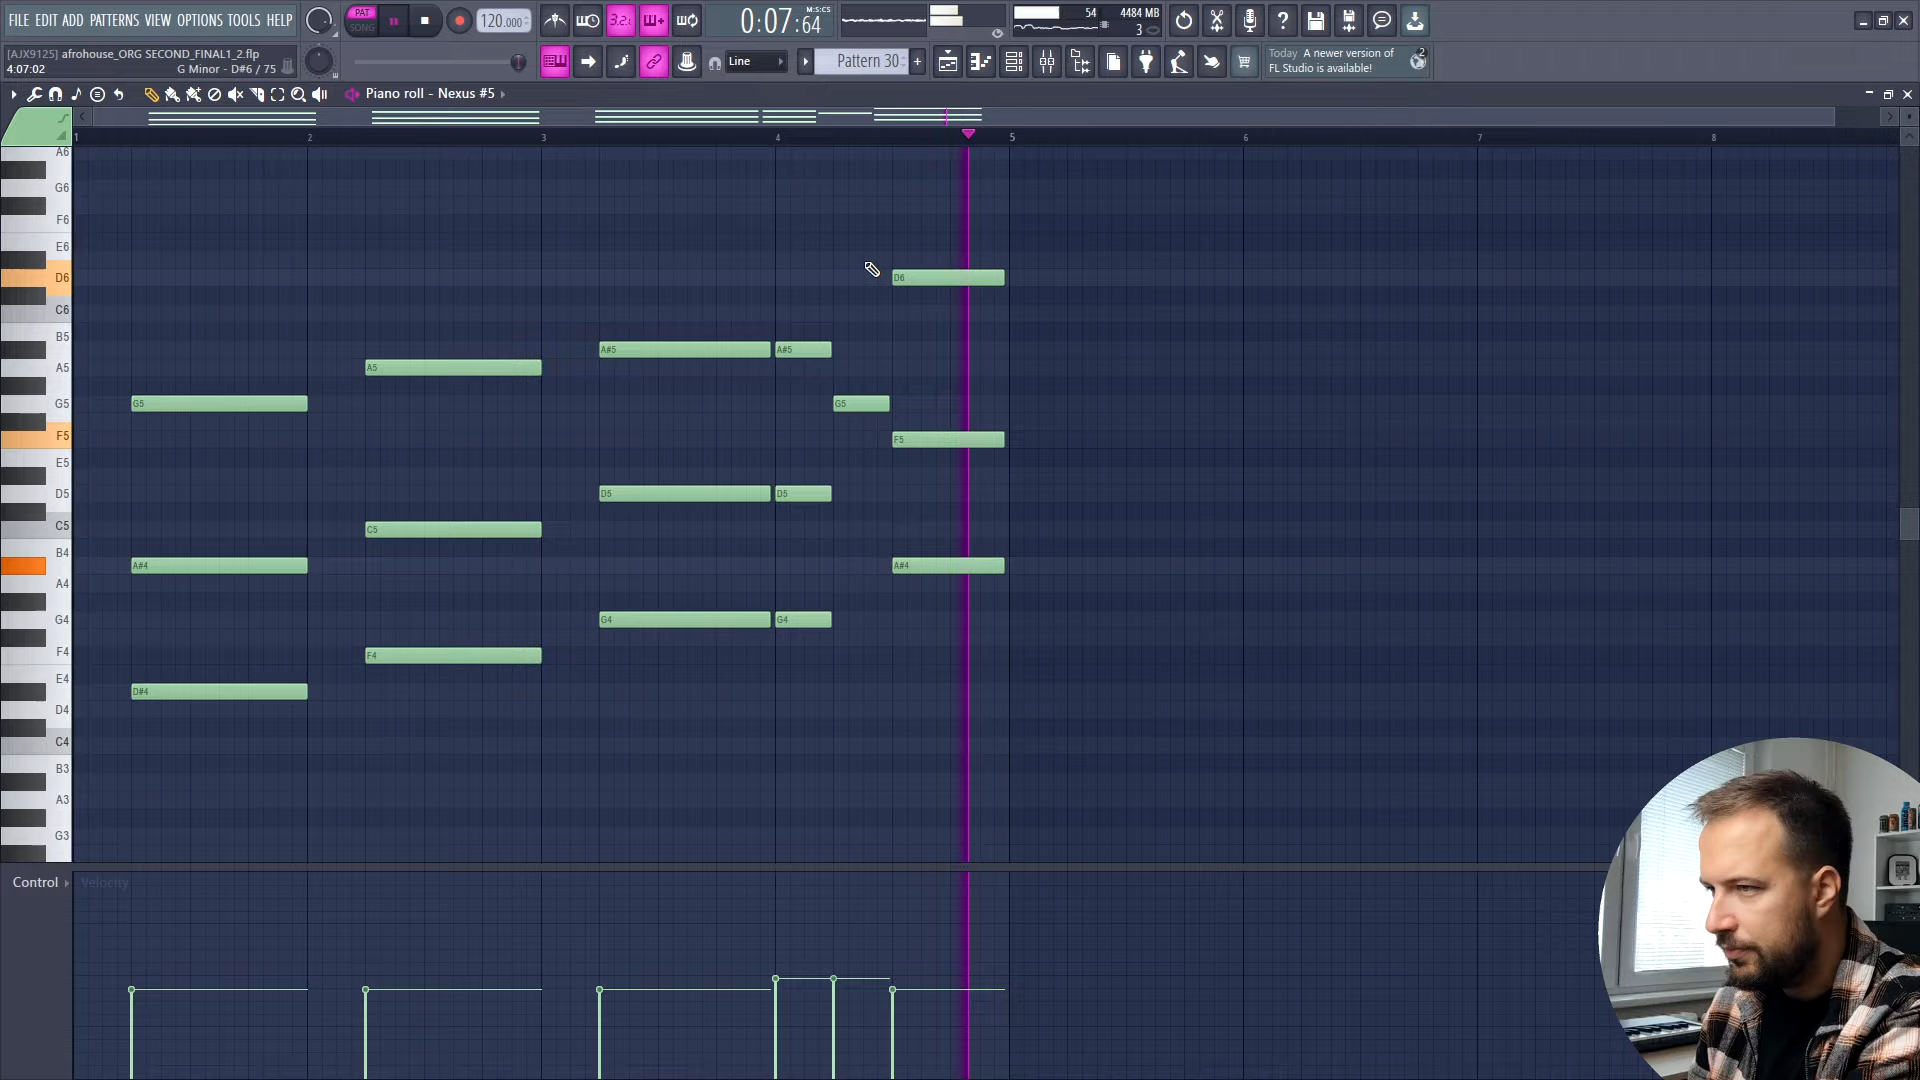 FILE EDIT ADD PATTERNS VIEW OPTIONS TOOLS HELP
PAT
SONG
120.000
3.2.
0:07:64
M:S:CS
54
4484 MB
3
[AJX9125] afrohouse_ORG SECOND_FINAL1_2.flp
4:07:02
G Minor - D#6 / 75
Line
Pattern 30
+
Today A newer version of
FL Studio is available!
2
Piano roll - Nexus #5
1
2
3
4
5
6
7
8
A6
G6
F6
E6
D6
D6
C6
B5
A#5
A#5
A5
A5
G5
G5
G5
F5
F5
E5
D5
D5
D5
C5
C5
B4
A#4
A#4
A4
G4
G4
G4
F4
F4
E4
D#4
D4
C4
B3
A3
G3
Control
Velocity